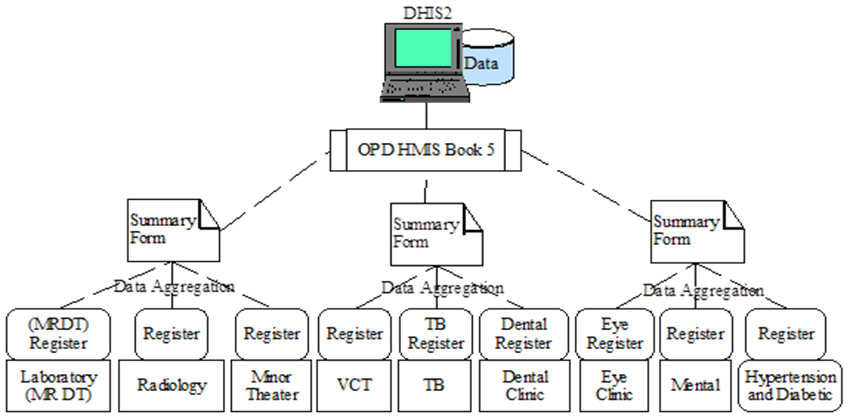 DHIS2
Data
OPD HMIS Book 5
Summary
Form
Summary
Form
Summary
Form
Data Aggregation
Data Aggregation
Data Aggregation
(MRDT)
Register
Register
Register
Register
TB
Register
Dental
Register
Eye
Register
Register
Register
Laboratory
(MR DT)
Radiology
Minor
Theater
VCT
TB
Dental
Clinic
Eye
Clinic
Mental
Hypertension
and Diabetic